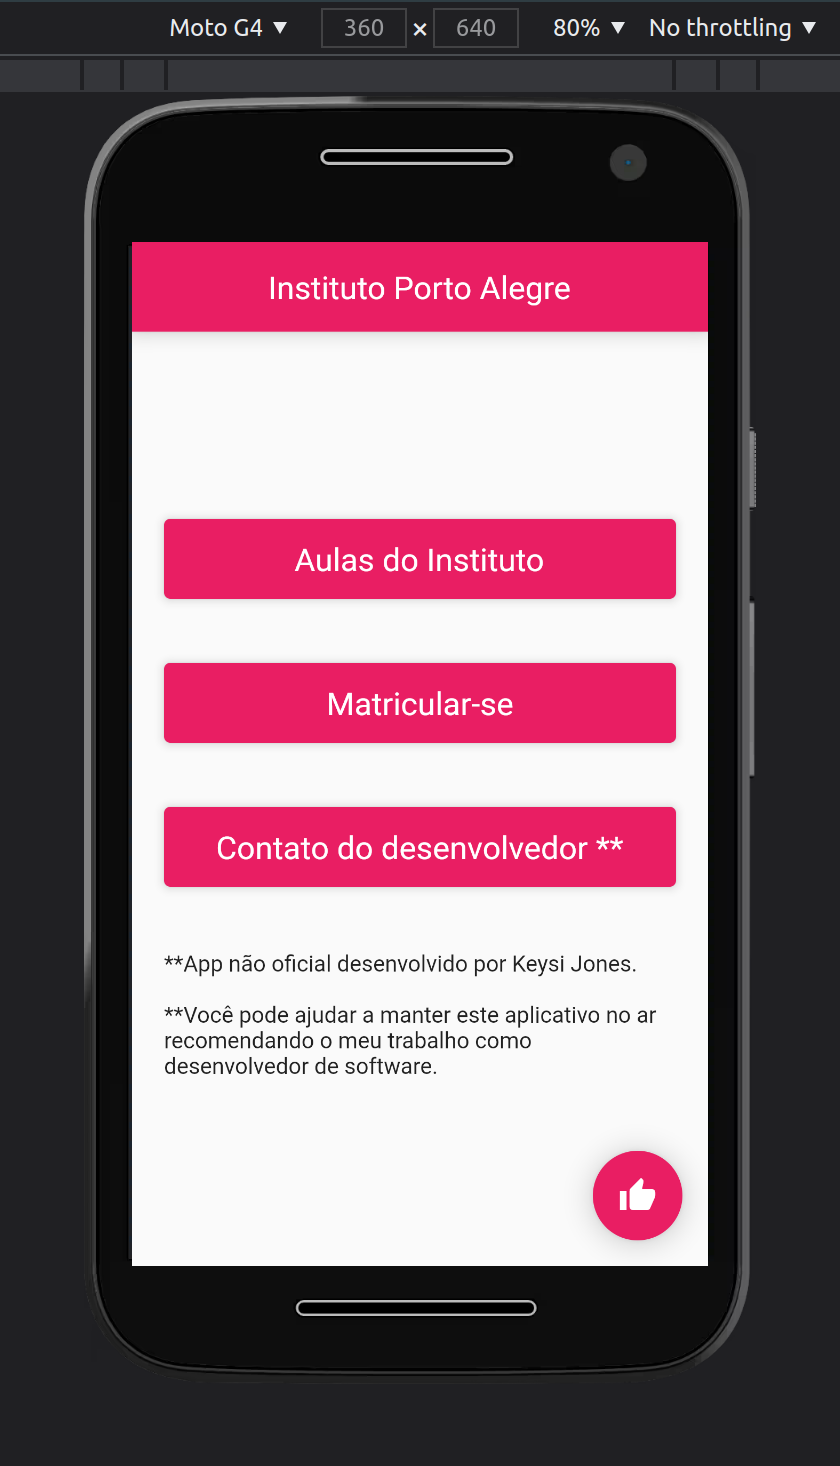 Moto G4 ▼ 360 × 640 80% ▼ No throttling ▼
Instituto Porto Alegre
Aulas do Instituto
Matricular-se
Contato do desenvolvedor **
**App não oficial desenvolvido por Keysi Jones.
**Você pode ajudar a manter este aplicativo no ar
recomendando o meu trabalho como
desenvolvedor de software.